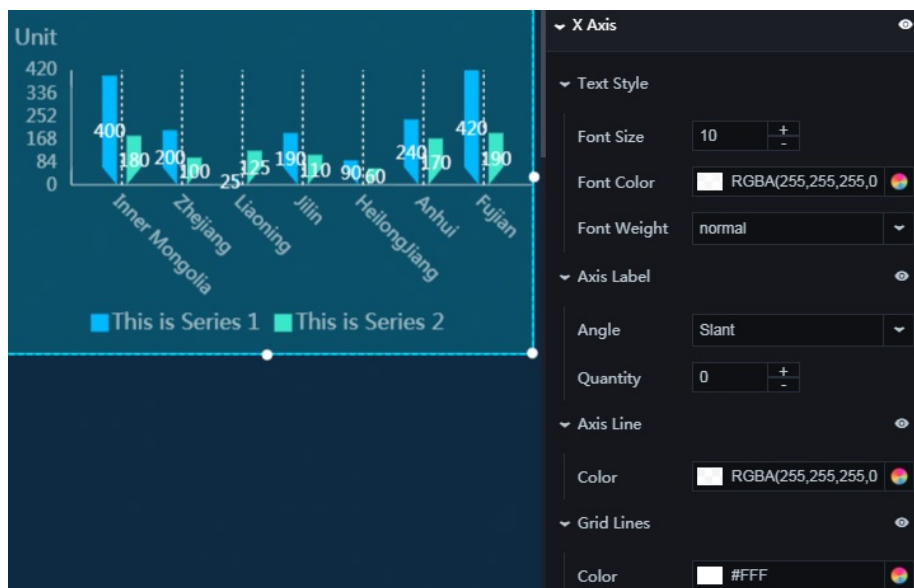 Unit
420
336
252
168
84
0
400
180
200
100
25
125
190
110
90
60
240
170
420
190
Inner Mongolia
Zhejiang
Liaoning
Jilin
HeilongJiang
Anhui
Fujian
This is Series 1 This is Series 2
X Axis
Text Style
Font Size 10 + -
Font Color RGBA(255,255,255,0
Font Weight normal
Axis Label
Angle Slant
Quantity 0 + -
Axis Line
Color RGBA(255,255,255,0
Grid Lines
Color #FFF